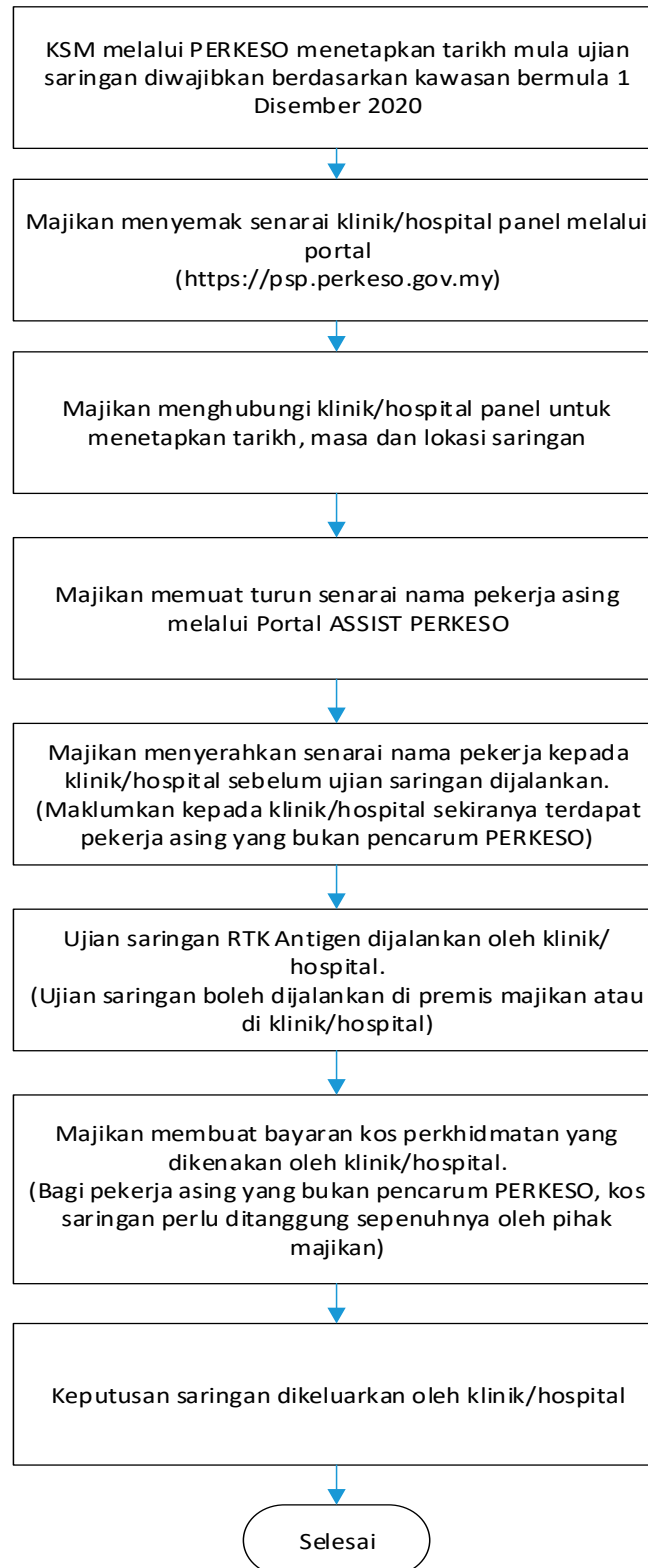 KSM melalui PERKESO menetapkan tarikh mula ujian
saringan diwajibkan berdasarkan kawasan bermula 1
Disember 2020
Majikan menyemak senarai klinik/hospital panel melalui
portal
(https://psp.perkeso.gov.my)
Majikan menghubungi klinik/hospital panel untuk
menetapkan tarikh, masa dan lokasi saringan
Majikan memuat turun senarai nama pekerja asing
melalui Portal ASSIST PERKESO
Majikan menyerahkan senarai nama pekerja kepada
klinik/hospital sebelum ujian saringan dijalankan.
(Maklumkan kepada klinik/hospital sekiranya terdapat
pekerja asing yang bukan pencarum PERKESO)
Ujian saringan RTK Antigen dijalankan oleh klinik/
hospital.
(Ujian saringan boleh dijalankan di premis majikan atau
di klinik/hospital)
Majikan membuat bayaran kos perkhidmatan yang
dikenakan oleh klinik/hospital.
(Bagi pekerja asing yang bukan pencarum PERKESO, kos
saringan perlu ditanggung sepenuhnya oleh pihak
majikan)
Keputusan saringan dikeluarkan oleh klinik/hospital
Selesai